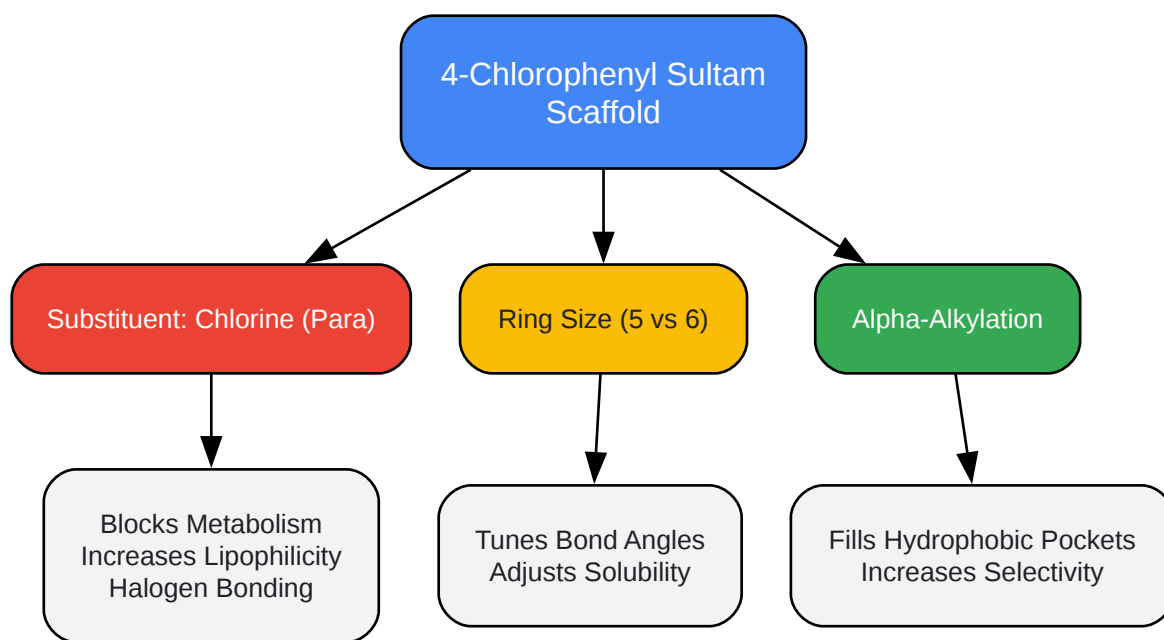 4-Chlorophenyl Sultam
Scaffold
Substituent: Chlorine (Para)
Ring Size (5 vs 6)
Alpha-Alkylation
Blocks Metabolism
Increases Lipophilicity
Halogen Bonding
Tunes Bond Angles
Adjusts Solubility
Fills Hydrophobic Pockets
Increases Selectivity